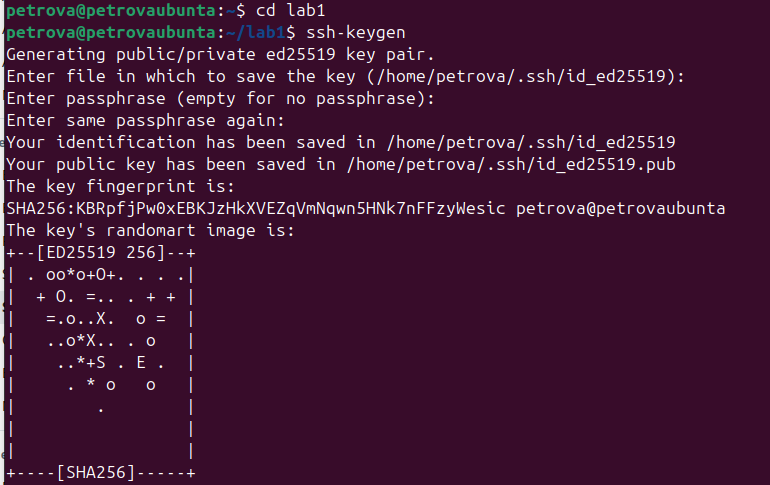 petrova@petrovaubunta:~$ cd lab1
petrova@petrovaubunta:~/lab1$ ssh-keygen
Generating public/private ed25519 key pair.
Enter file in which to save the key (/home/petrova/.ssh/id_ed25519):
Enter passphrase (empty for no passphrase):
Enter same passphrase again:
Your identification has been saved in /home/petrova/.ssh/id_ed25519
Your public key has been saved in /home/petrova/.ssh/id_ed25519.pub
The key fingerprint is:
SHA256:KBRpfjPw0xEBKJzHkXVEZqVmNqwn5HNk7nFFzyWesic petrova@petrovaubunta
The key's randomart image is:
+--[ED25519 256]--+
| . oo*o+O+. . . .|
|  + O. =.. . + + |
|   =.o..X.  o =  |
|   ..o*X.. . o   |
|    ..*+S . E .  |
|     . * o   o   |
|        .        |
|                 |
|                 |
+----[SHA256]-----+